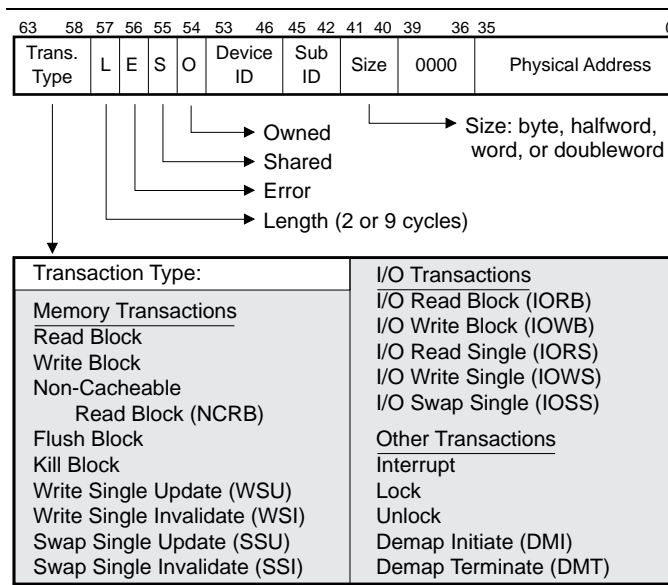 63 58 57 56 55 54 53 46 45 42 41 40 39 36 35
Trans. Type L E S O Device ID Sub ID Size 0000 Physical Address
Owned
Shared
Error
Length (2 or 9 cycles)
Size: byte, halfword,
word, or doubleword
Transaction Type:
Memory Transactions
Read Block
Write Block
Non-Cacheable
Read Block (NCRB)
Flush Block
Kill Block
Write Single Update (WSU)
Write Single Invalidate (WSI)
Swap Single Update (SSU)
Swap Single Invalidate (SSI)
I/O Transactions
I/O Read Block (IORB)
I/O Write Block (IOWB)
I/O Read Single (IORS)
I/O Write Single (IOWS)
I/O Swap Single (IOSS)
Other Transactions
Interrupt
Lock
Unlock
Demap Initiate (DMI)
Demap Terminate (DMT)